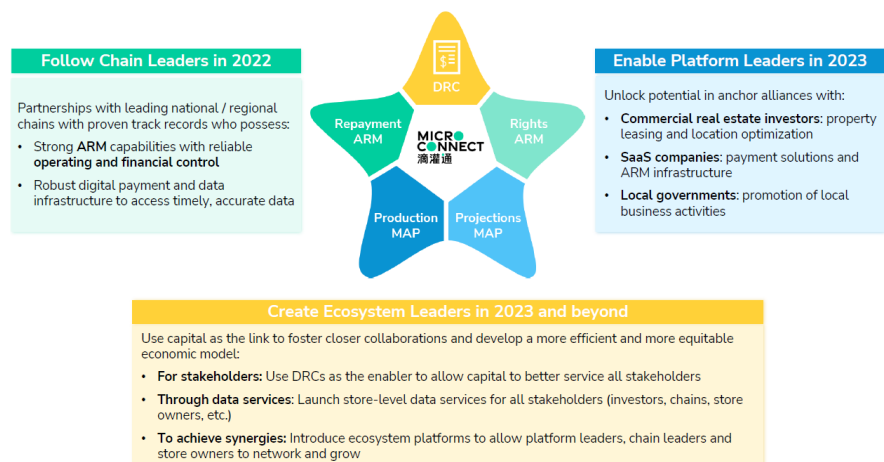 Follow Chain Leaders in 2022
Partnerships with leading national / regional
chains with proven track records who possess:
• Strong ARM capabilities with reliable
operating and financial control
• Robust digital payment and data
infrastructure to access timely, accurate data
DRC
Repayment
ARM
Rights
ARM
MICRO
CONNECT
滴灌通
Production
MAP
Projections
MAP
Enable Platform Leaders in 2023
Unlock potential in anchor alliances with:
• Commercial real estate investors: property
leasing and location optimization
• SaaS companies: payment solutions and
ARM infrastructure
• Local governments: promotion of local
business activities
Create Ecosystem Leaders in 2023 and beyond
Use capital as the link to foster closer collaborations and develop a more efficient and more equitable
economic model:
• For stakeholders: Use DRCs as the enabler to allow capital to better service all stakeholders
• Through data services: Launch store-level data services for all stakeholders (investors, chains, store
owners, etc.)
• To achieve synergies: Introduce ecosystem platforms to allow platform leaders, chain leaders and
store owners to network and grow